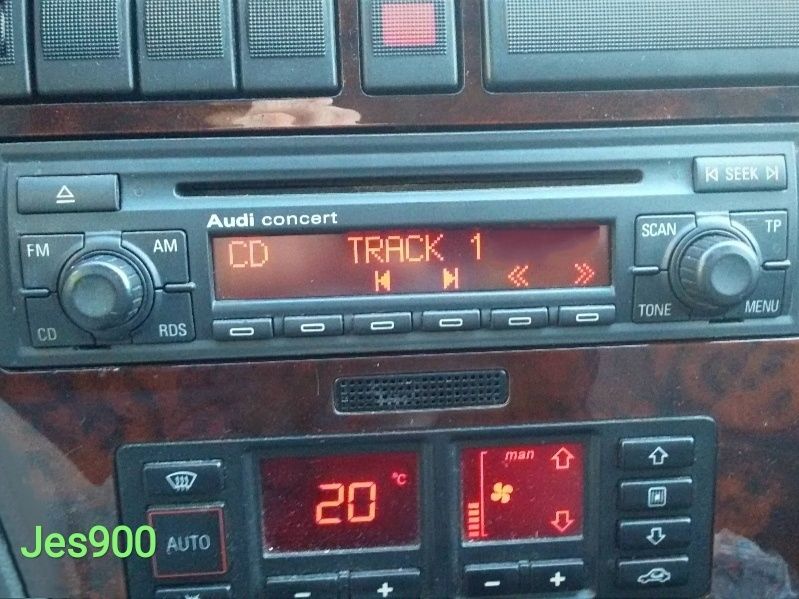 SEEK
Audi concert
FM AM
CD TRACK 1
SCAN TP
CD RDS
TONE MENU
man
20 °C
AUTO
- + - +
Jes900